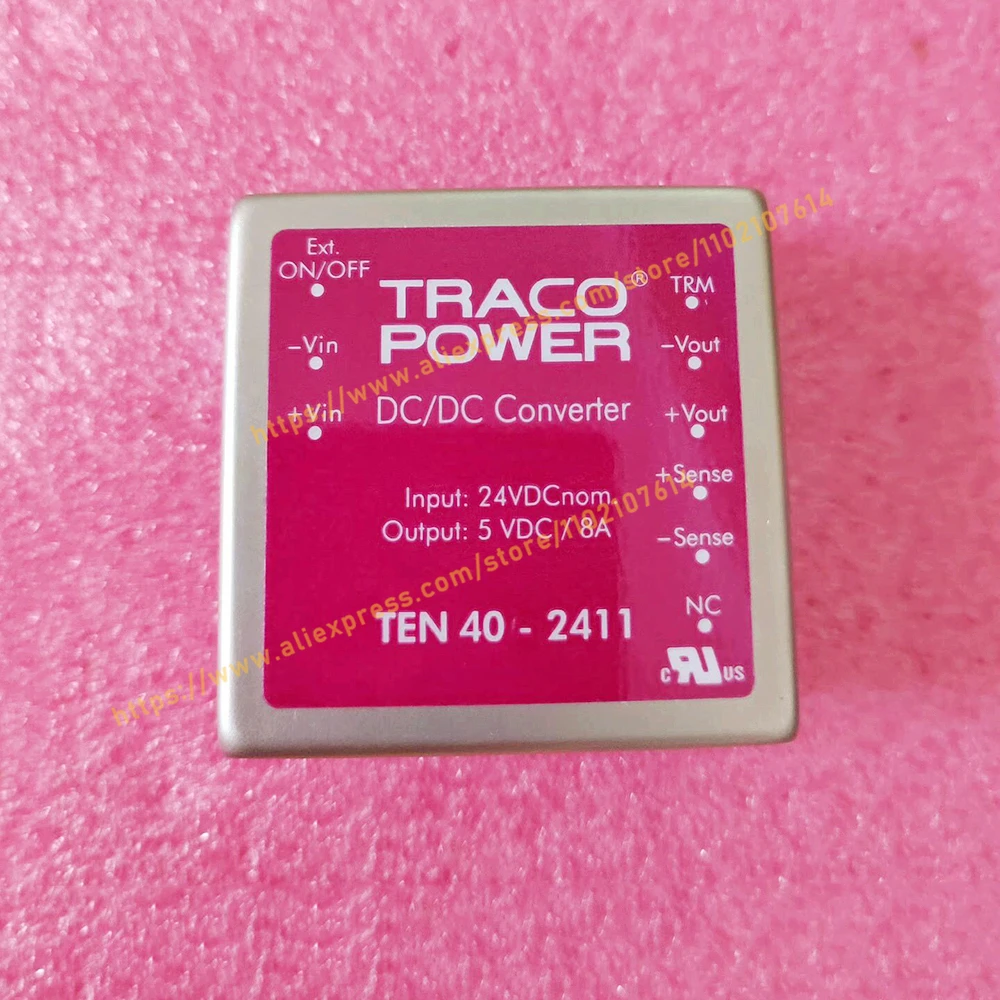 Ext.
ON/OFF
−Vin
+Vin
TRACO®
POWER
DC/DC Converter
Input: 24VDCnom
Output: 5 VDC / 8A
TEN 40 - 2411
TRM
−Vout
+Vout
+Sense
−Sense
NC
c RU US
https://www.aliexpress.com/store/1102107614
https://www.aliexpress.com/store/1102107614